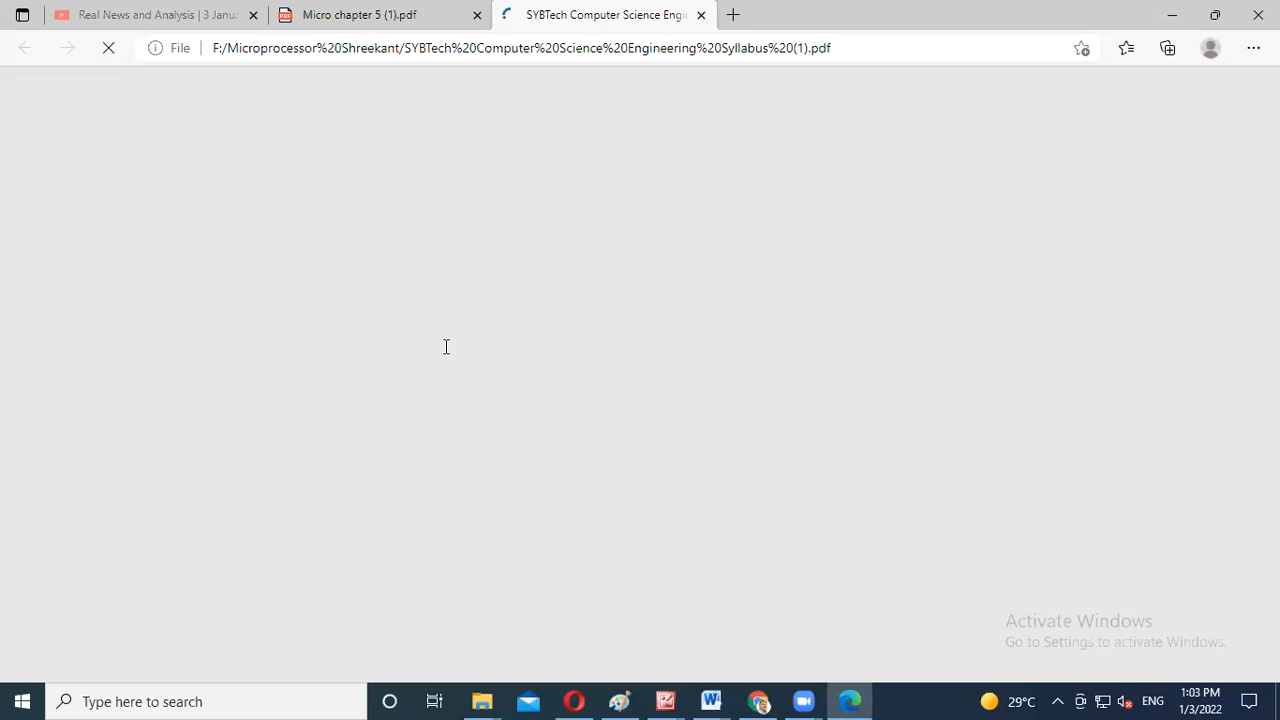 Real News and Analysis | 3 Janu
Micro chapter 5 (1).pdf
SYBTech Computer Science Engi
File
F:/Microprocessor%20Shreekant/SYBTech%20Computer%20Science%20Engineering%20Syllabus%20(1).pdf
Activate Windows
Go to Settings to activate Windows.
Type here to search
29°C
ENG
1:03 PM
1/3/2022